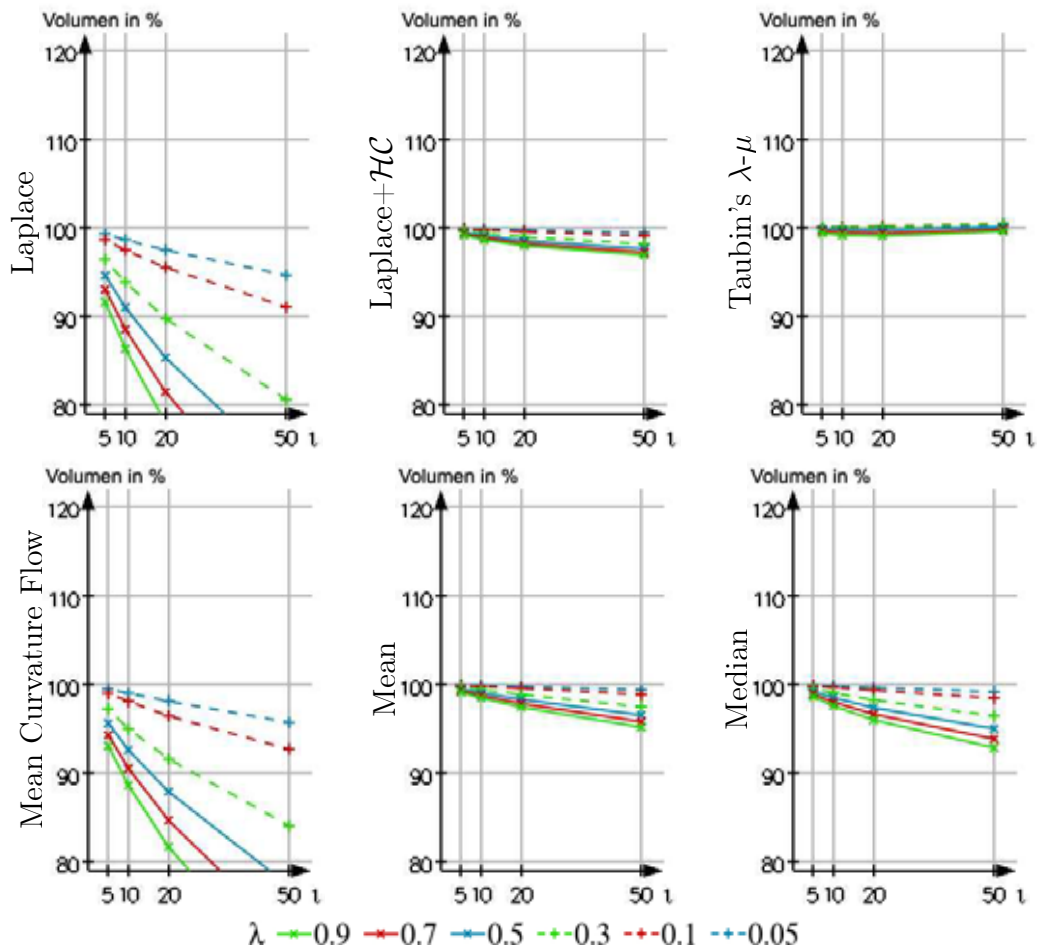 Volumen in %
120
110
100
90
80
5 10 20 50 ι
Laplace
Volumen in %
120
110
100
90
80
5 10 20 50 ι
Laplace+HC
Volumen in %
120
110
100
90
80
5 10 20 50 ι
Taubin's λ-μ
Volumen in %
120
110
100
90
80
5 10 20 50 ι
Mean Curvature Flow
Volumen in %
120
110
100
90
80
5 10 20 50 ι
Mean
Volumen in %
120
110
100
90
80
5 10 20 50 ι
Median
λ 0.9 0.7 0.5 0.3 0.1 0.05